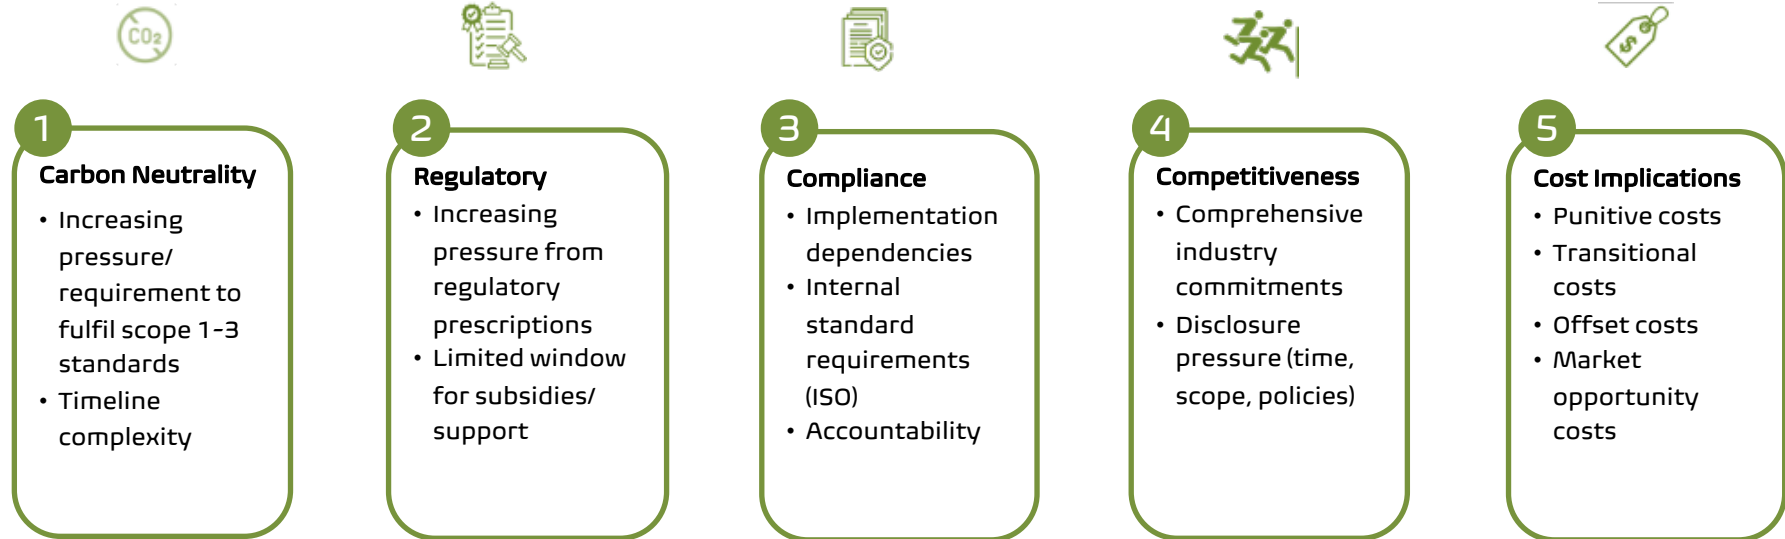 CO2
1
Carbon Neutrality
• Increasing
pressure/
requirement to
fulfil scope 1-3
standards
• Timeline
complexity
2
Regulatory
• Increasing
pressure from
regulatory
prescriptions
• Limited window
for subsidies/
support
3
Compliance
• Implementation
dependencies
• Internal
standard
requirements
(ISO)
• Accountability
4
Competitiveness
• Comprehensive
industry
commitments
• Disclosure
pressure (time,
scope, policies)
$
5
Cost Implications
• Punitive costs
• Transitional
costs
• Offset costs
• Market
opportunity
costs